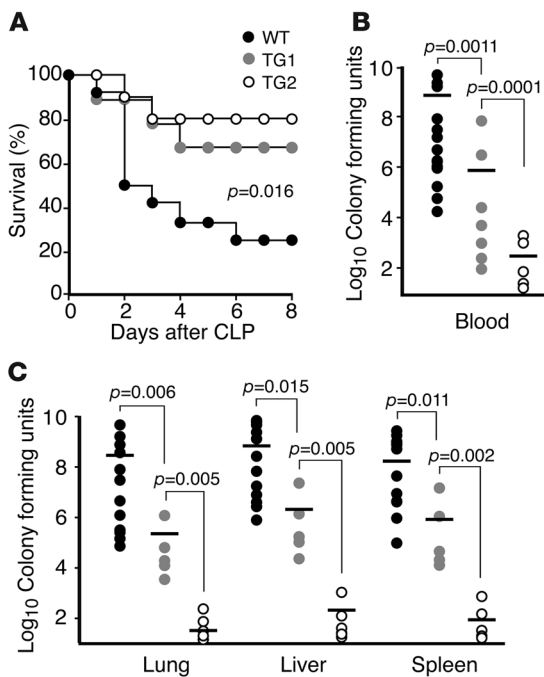 A
WT
TG1
TG2
Survival (%)
100
80
60
40
20
0
p=0.016
0 2 4 6 8
Days after CLP
B
p=0.0011
p=0.0001
Log10 Colony forming units
10
8
6
4
2
Blood
C
p=0.006
p=0.005
p=0.015
p=0.005
p=0.011
p=0.002
Log10 Colony forming units
10
8
6
4
2
Lung Liver Spleen